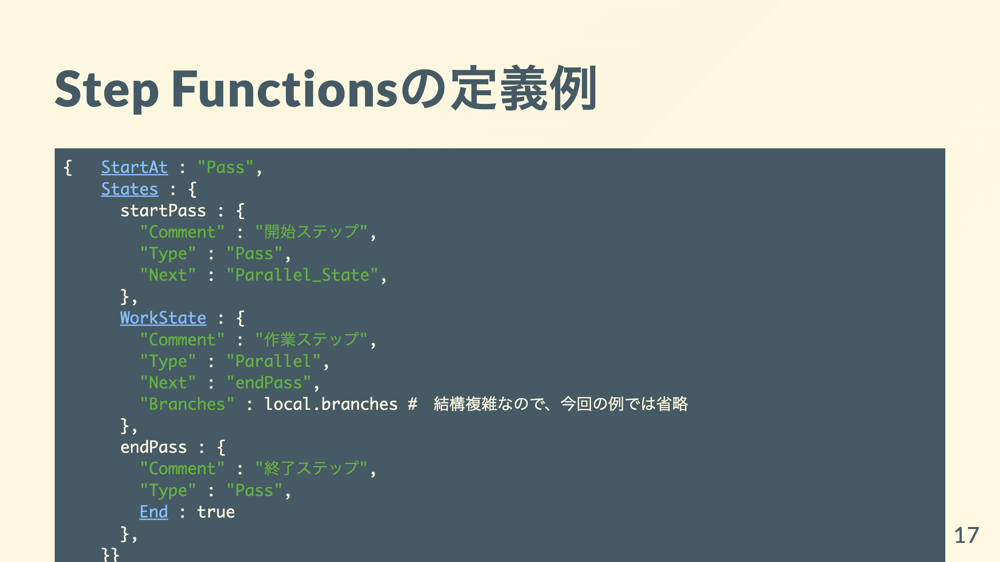 Step Functionsの定義例
{   StartAt : "Pass",
    States : {
      startPass : {
        "Comment" : "開始ステップ",
        "Type" : "Pass",
        "Next" : "Parallel_State",
      },
      WorkState : {
        "Comment" : "作業ステップ",
        "Type" : "Parallel",
        "Next" : "endPass",
        "Branches" : local.branches #　結構複雑なので、今回の例では省略
      },
      endPass : {
        "Comment" : "終了ステップ",
        "Type" : "Pass",
        End : true
      },
    }}
17